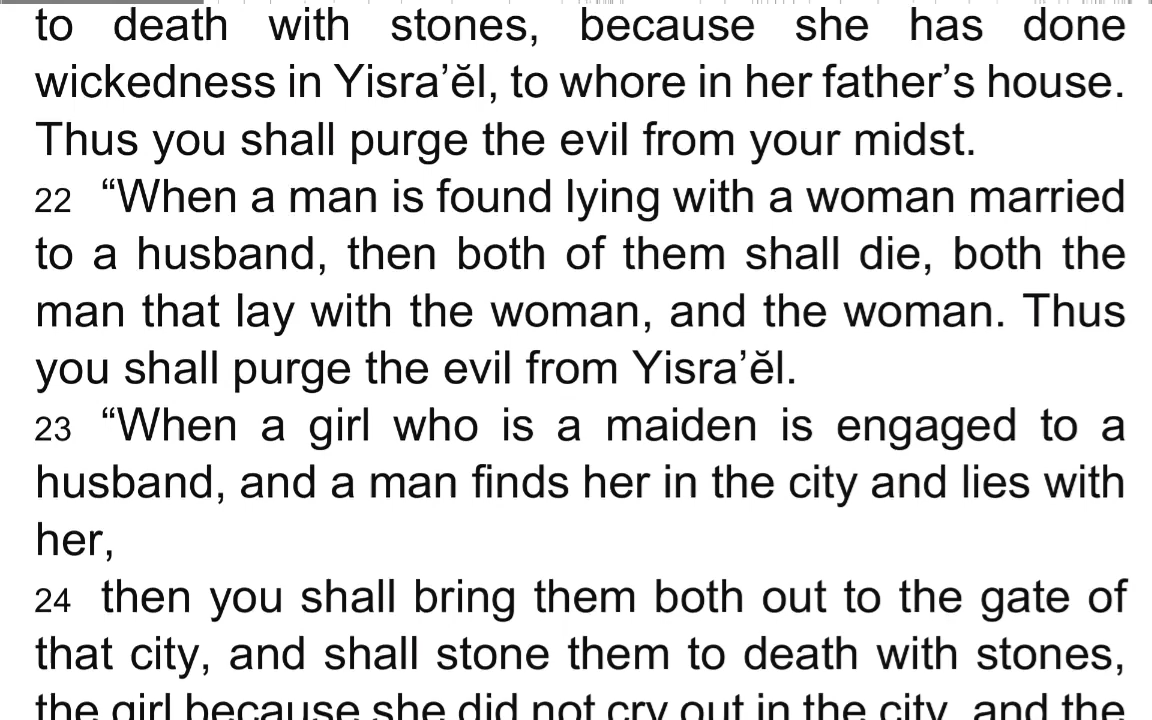 to death with stones, because she has done
wickedness in Yisra’ĕl, to whore in her father’s house.
Thus you shall purge the evil from your midst.
22 “When a man is found lying with a woman married
to a husband, then both of them shall die, both the
man that lay with the woman, and the woman. Thus
you shall purge the evil from Yisra’ĕl.
23 “When a girl who is a maiden is engaged to a
husband, and a man finds her in the city and lies with
her,
24 then you shall bring them both out to the gate of
that city, and shall stone them to death with stones,
the girl because she did not cry out in the city, and the